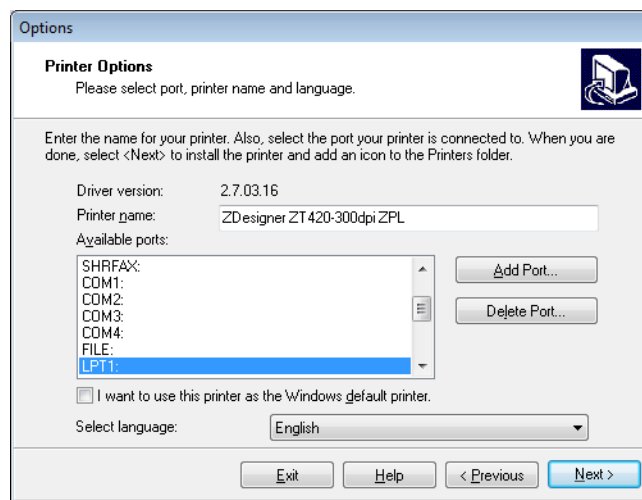 Options
Printer Options
Please select port, printer name and language.
Enter the name for your printer. Also, select the port your printer is connected to. When you are
done, select <Next> to install the printer and add an icon to the Printers folder.
Driver version: 2.7.03.16
Printer name: ZDesigner ZT420-300dpi ZPL
Available ports:
SHRFAX:
COM1:
COM2:
COM3:
COM4:
FILE:
LPT1:
Add Port...
Delete Port...
I want to use this printer as the Windows default printer.
Select language: English
Exit Help < Previous Next >